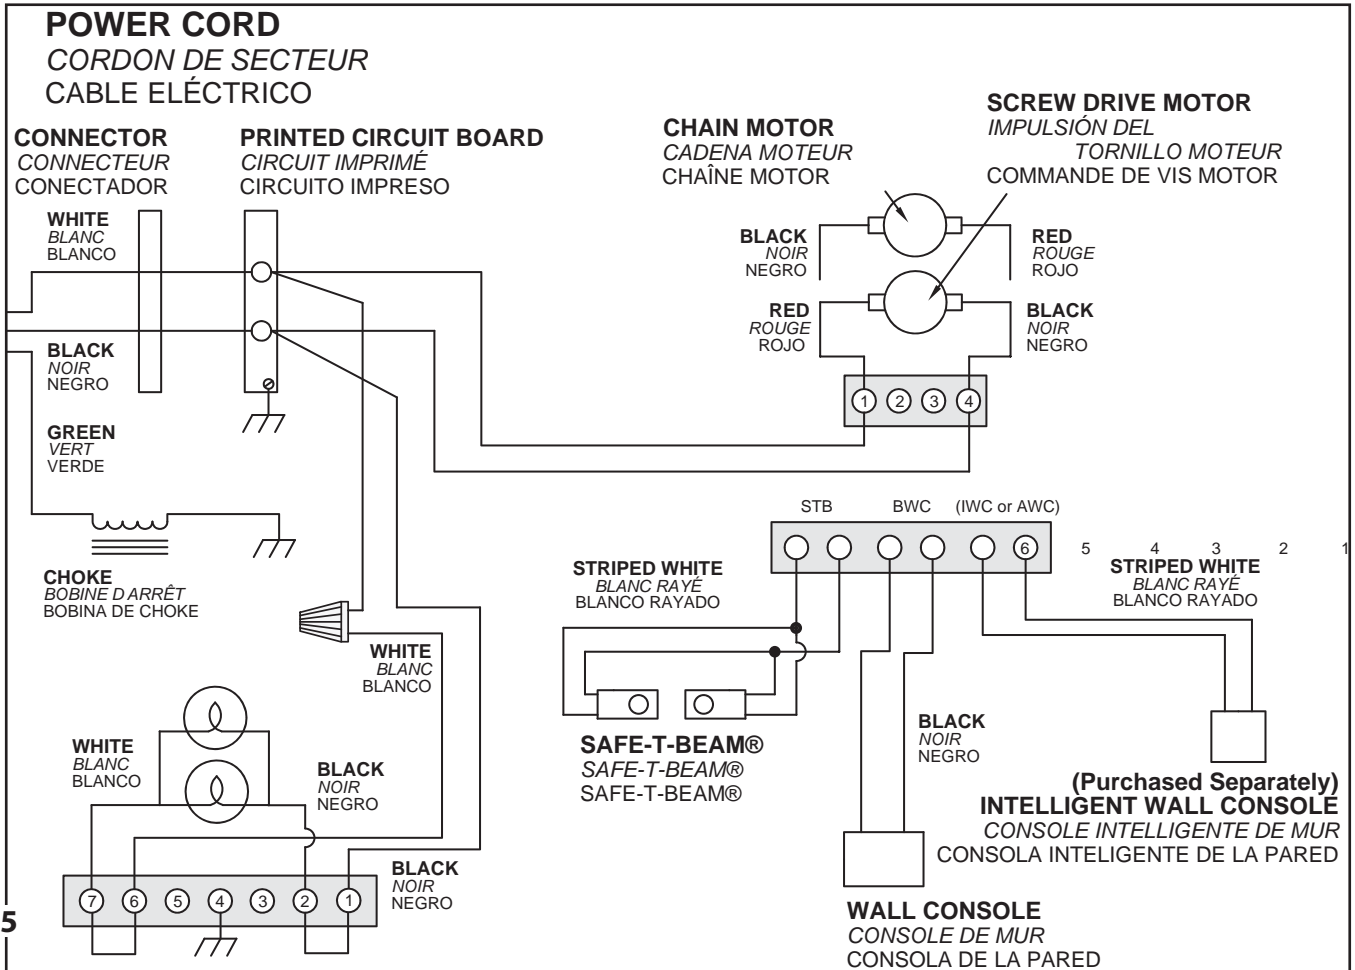 POWER CORD
CORDON DE SECTEUR
CABLE ELÉCTRICO
CONNECTOR
CONNECTEUR
CONECTADOR
PRINTED CIRCUIT BOARD
CIRCUIT IMPRIMÉ
CIRCUITO IMPRESO
CHAIN MOTOR
CADENA MOTEUR
CHAÎNE MOTOR
SCREW DRIVE MOTOR
IMPULSIÓN DEL
TORNILLO MOTEUR
COMMANDE DE VIS MOTOR
WHITE
BLANC
BLANCO
BLACK
NOIR
NEGRO
RED
ROUGE
ROJO
RED
ROUGE
ROJO
BLACK
NOIR
NEGRO
BLACK
NOIR
NEGRO
1 2 3 4
GREEN
VERT
VERDE
CHOKE
BOBINE D ARRÊT
BOBINA DE CHOKE
STB BWC (IWC or AWC)
6 5 4 3 2 1
STRIPED WHITE
BLANC RAYÉ
BLANCO RAYADO
STRIPED WHITE
BLANC RAYÉ
BLANCO RAYADO
WHITE
BLANC
BLANCO
WHITE
BLANC
BLANCO
BLACK
NOIR
NEGRO
SAFE-T-BEAM®
SAFE-T-BEAM®
SAFE-T-BEAM®
BLACK
NOIR
NEGRO
(Purchased Separately)
INTELLIGENT WALL CONSOLE
CONSOLE INTELLIGENTE DE MUR
CONSOLA INTELIGENTE DE LA PARED
BLACK
NOIR
NEGRO
7 6 5 4 3 2 1
WALL CONSOLE
CONSOLE DE MUR
CONSOLA DE LA PARED
5